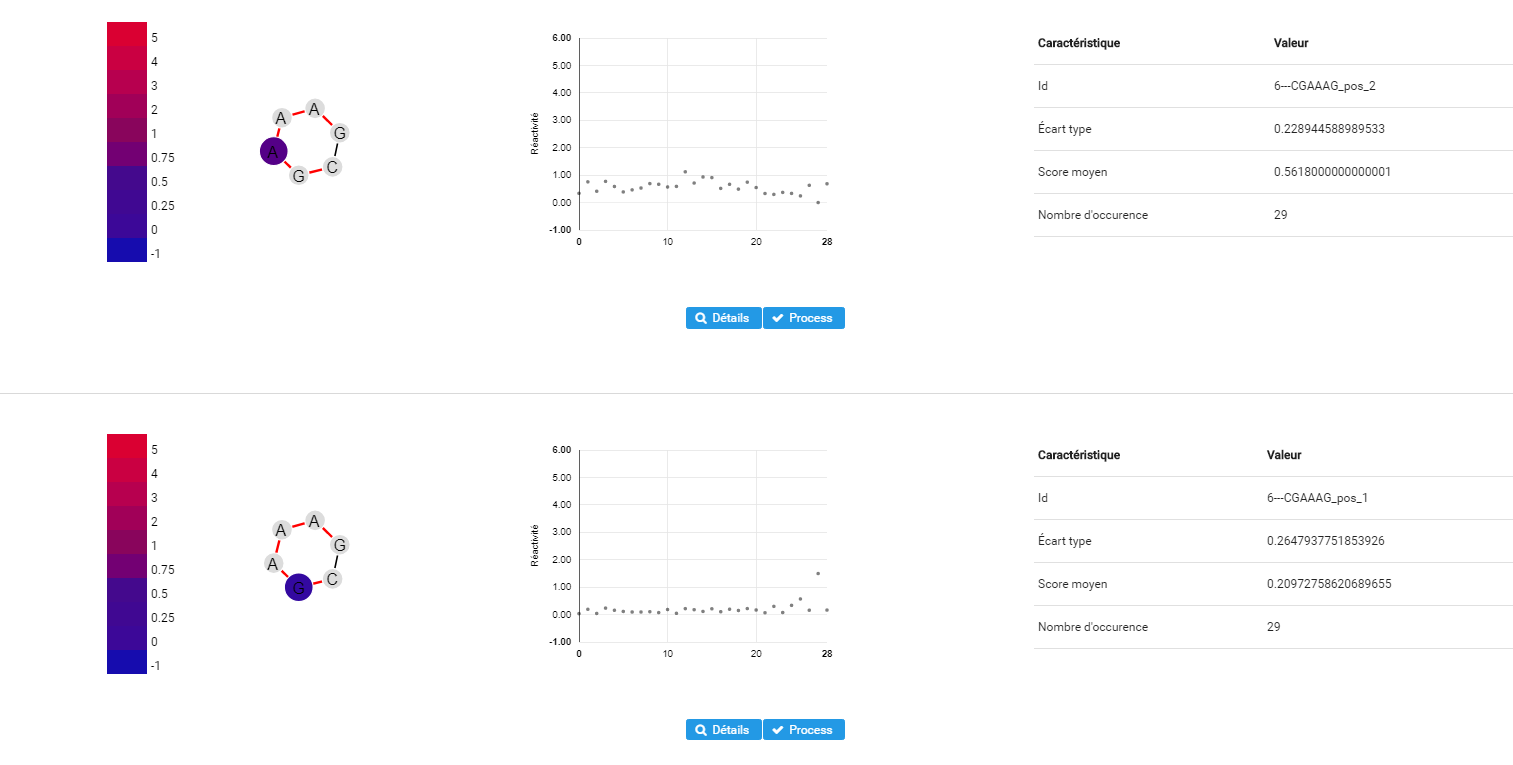 5
4
3
2
1
0.75
0.5
0.25
0
-1
A A
G
A
G C
6.00
5.00
4.00
3.00
2.00
1.00
0.00
-1.00
Réactivité
0 10 20 28
Caractéristique Valeur
Id 6---CGAAAG_pos_2
Écart type 0.228944588989533
Score moyen 0.5618000000000001
Nombre d'occurence 29
Détails Process
5
4
3
2
1
0.75
0.5
0.25
0
-1
A A
G
A
G C
6.00
5.00
4.00
3.00
2.00
1.00
0.00
-1.00
Réactivité
0 10 20 28
Caractéristique Valeur
Id 6---CGAAAG_pos_1
Écart type 0.2647937751853926
Score moyen 0.20972758620689655
Nombre d'occurence 29
Détails Process